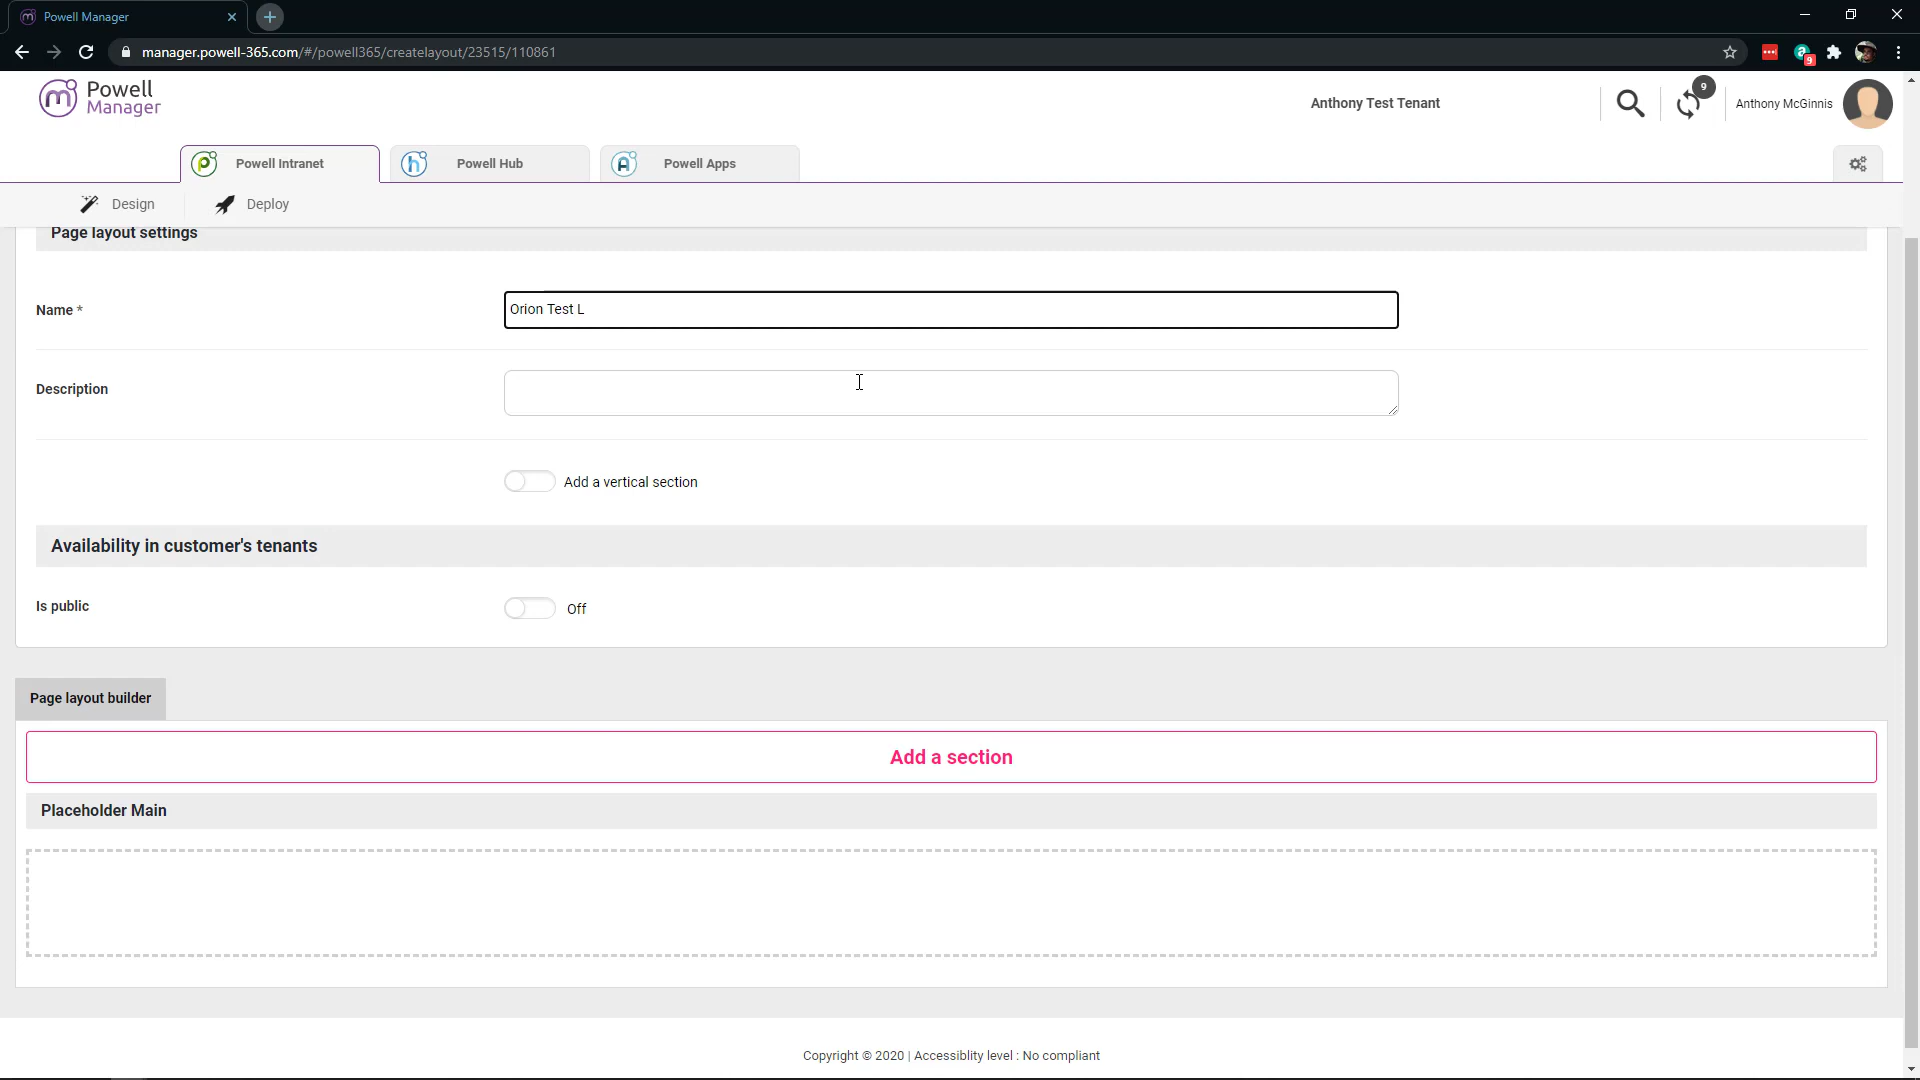 Powell Manager
manager.powell-365.com/#/powell365/createlayout/23515/110861
9
Powell
Manager
Anthony Test Tenant
9
Anthony McGinnis
Powell Intranet
Powell Hub
Powell Apps
Design
Deploy
Page layout settings
Name *
Orion Test L
Description
Add a vertical section
Availability in customer's tenants
Is public
Off
Page layout builder
Add a section
Placeholder Main
Copyright © 2020 | Accessiblity level : No compliant